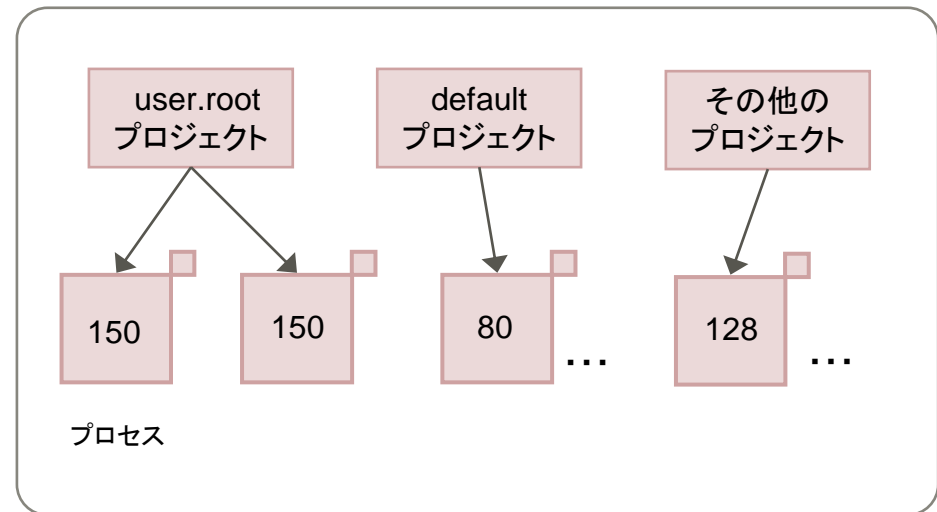 user.root
プロジェクト
default
プロジェクト
その他の
プロジェクト
150
150
80
...
128
...
プロセス